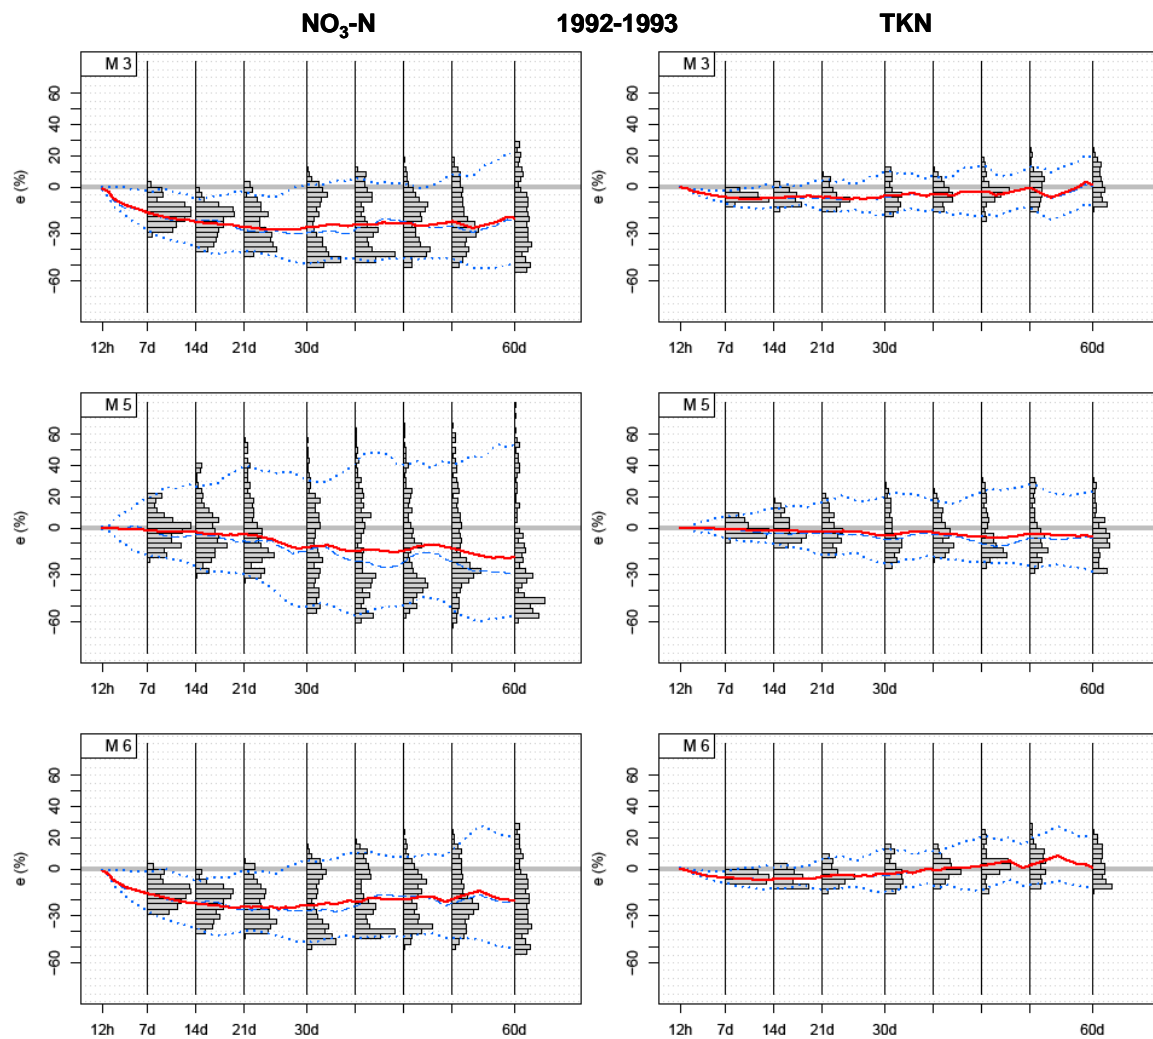 NO3-N 1992-1993 TKN
M 3 M 3
e (%) 60 40 20 0 −30 −60 e (%) 60 40 20 0 −30 −60
12h 7d 14d 21d 30d 60d 12h 7d 14d 21d 30d 60d
M 5 M 5
e (%) 60 40 20 0 −30 −60 e (%) 60 40 20 0 −30 −60
12h 7d 14d 21d 30d 60d 12h 7d 14d 21d 30d 60d
M 6 M 6
e (%) 60 40 20 0 −30 −60 e (%) 60 40 20 0 −30 −60
12h 7d 14d 21d 30d 60d 12h 7d 14d 21d 30d 60d